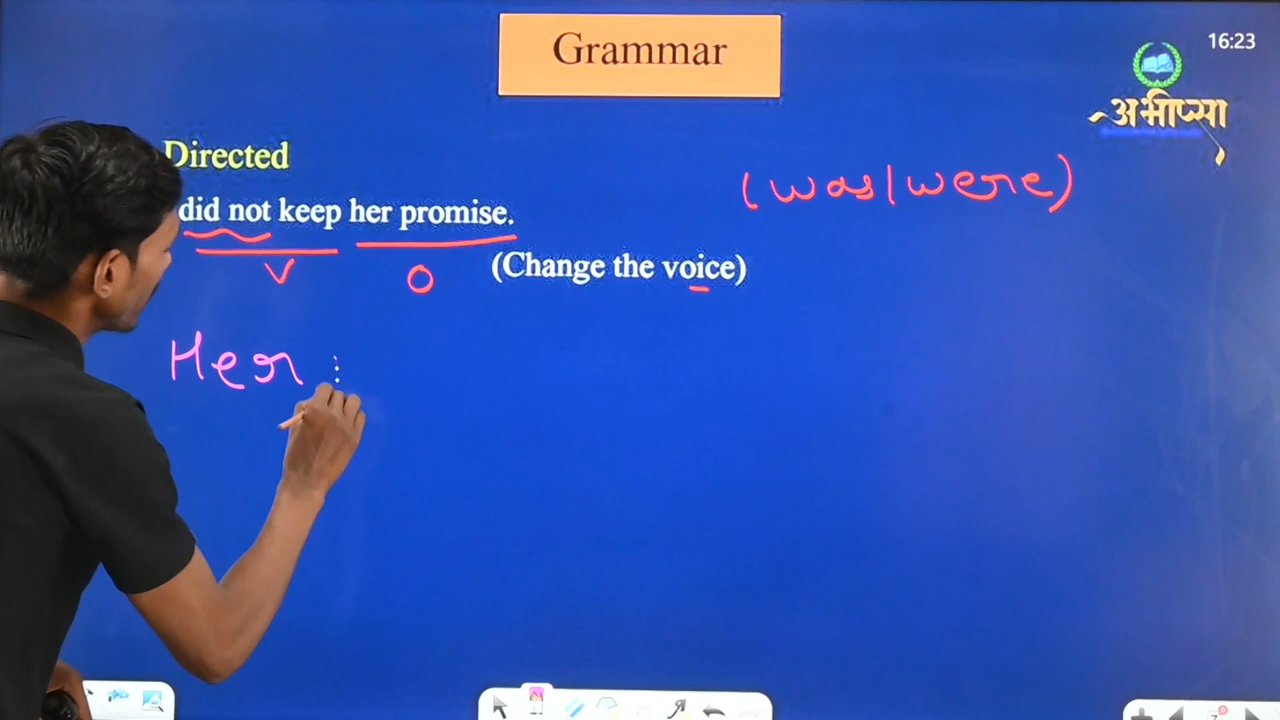 Grammar
16:23
अभीप्सा
Directed
(was/were)
did not keep her promise.
V
O
(Change the voice)
Her